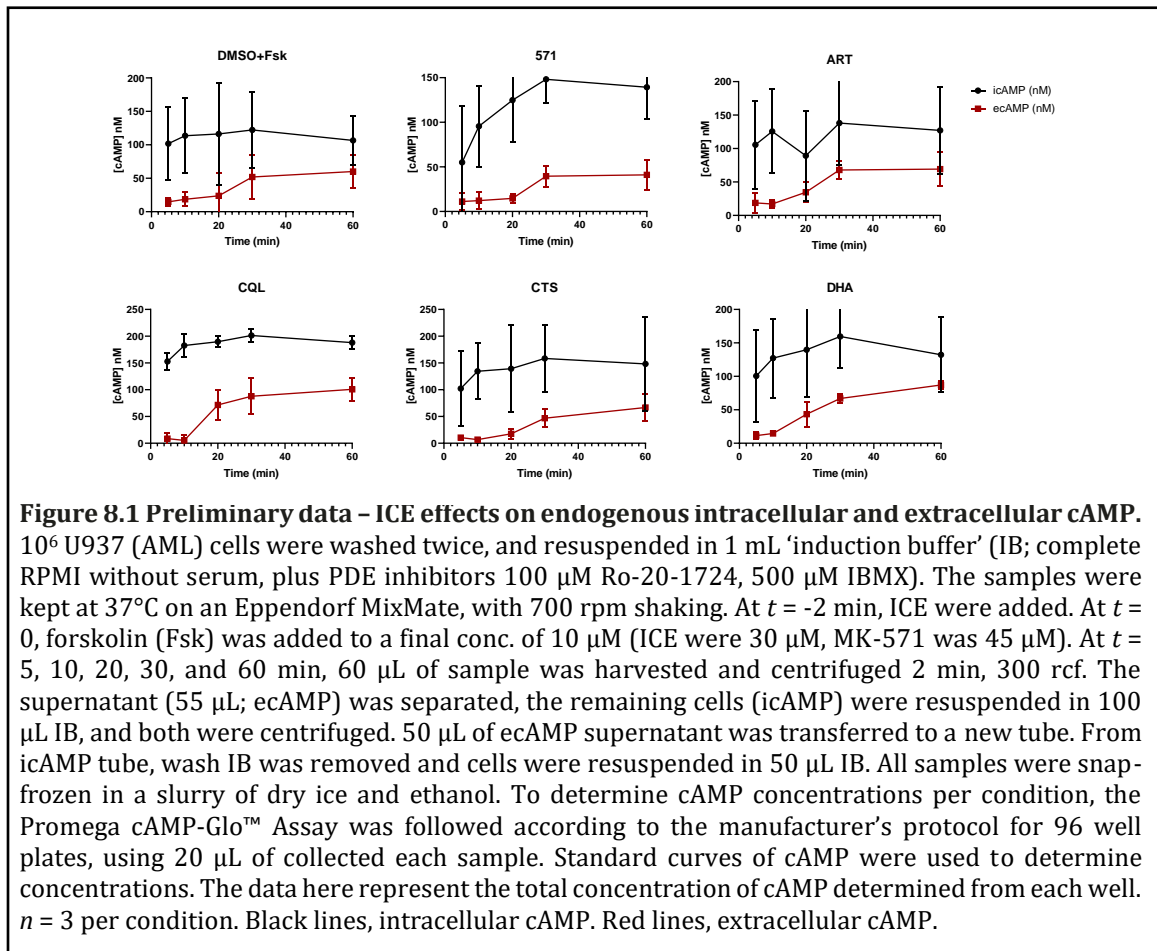 DMSO+Fsk
200
150
100
50
0
[cAMP] nM
0 20 40 60
Time (min)
571
150
100
50
0
[cAMP] nM
0 20 40 60
Time (min)
ART
200
150
100
50
0
[cAMP] nM
0 20 40 60
Time (min)
icAMP (nM)
ecAMP (nM)
CQL
250
200
150
100
50
0
[cAMP] nM
0 20 40 60
Time (min)
CTS
250
200
150
100
50
0
[cAMP] nM
0 20 40 60
Time (min)
DHA
250
200
150
100
50
0
[cAMP] nM
0 20 40 60
Time (min)
Figure 8.1 Preliminary data – ICE effects on endogenous intracellular and extracellular cAMP.
10⁶ U937 (AML) cells were washed twice, and resuspended in 1 mL ‘induction buffer’ (IB; complete
RPMI without serum, plus PDE inhibitors 100 µM Ro-20-1724, 500 µM IBMX). The samples were
kept at 37°C on an Eppendorf MixMate, with 700 rpm shaking. At t = -2 min, ICE were added. At t =
0, forskolin (Fsk) was added to a final conc. of 10 µM (ICE were 30 µM, MK-571 was 45 µM). At t =
5, 10, 20, 30, and 60 min, 60 µL of sample was harvested and centrifuged 2 min, 300 rcf. The
supernatant (55 µL; ecAMP) was separated, the remaining cells (icAMP) were resuspended in 100
µL IB, and both were centrifuged. 50 µL of ecAMP supernatant was transferred to a new tube. From
icAMP tube, wash IB was removed and cells were resuspended in 50 µL IB. All samples were snap-
frozen in a slurry of dry ice and ethanol. To determine cAMP concentrations per condition, the
Promega cAMP-Glo™ Assay was followed according to the manufacturer’s protocol for 96 well
plates, using 20 µL of collected each sample. Standard curves of cAMP were used to determine
concentrations. The data here represent the total concentration of cAMP determined from each well.
n = 3 per condition. Black lines, intracellular cAMP. Red lines, extracellular cAMP.